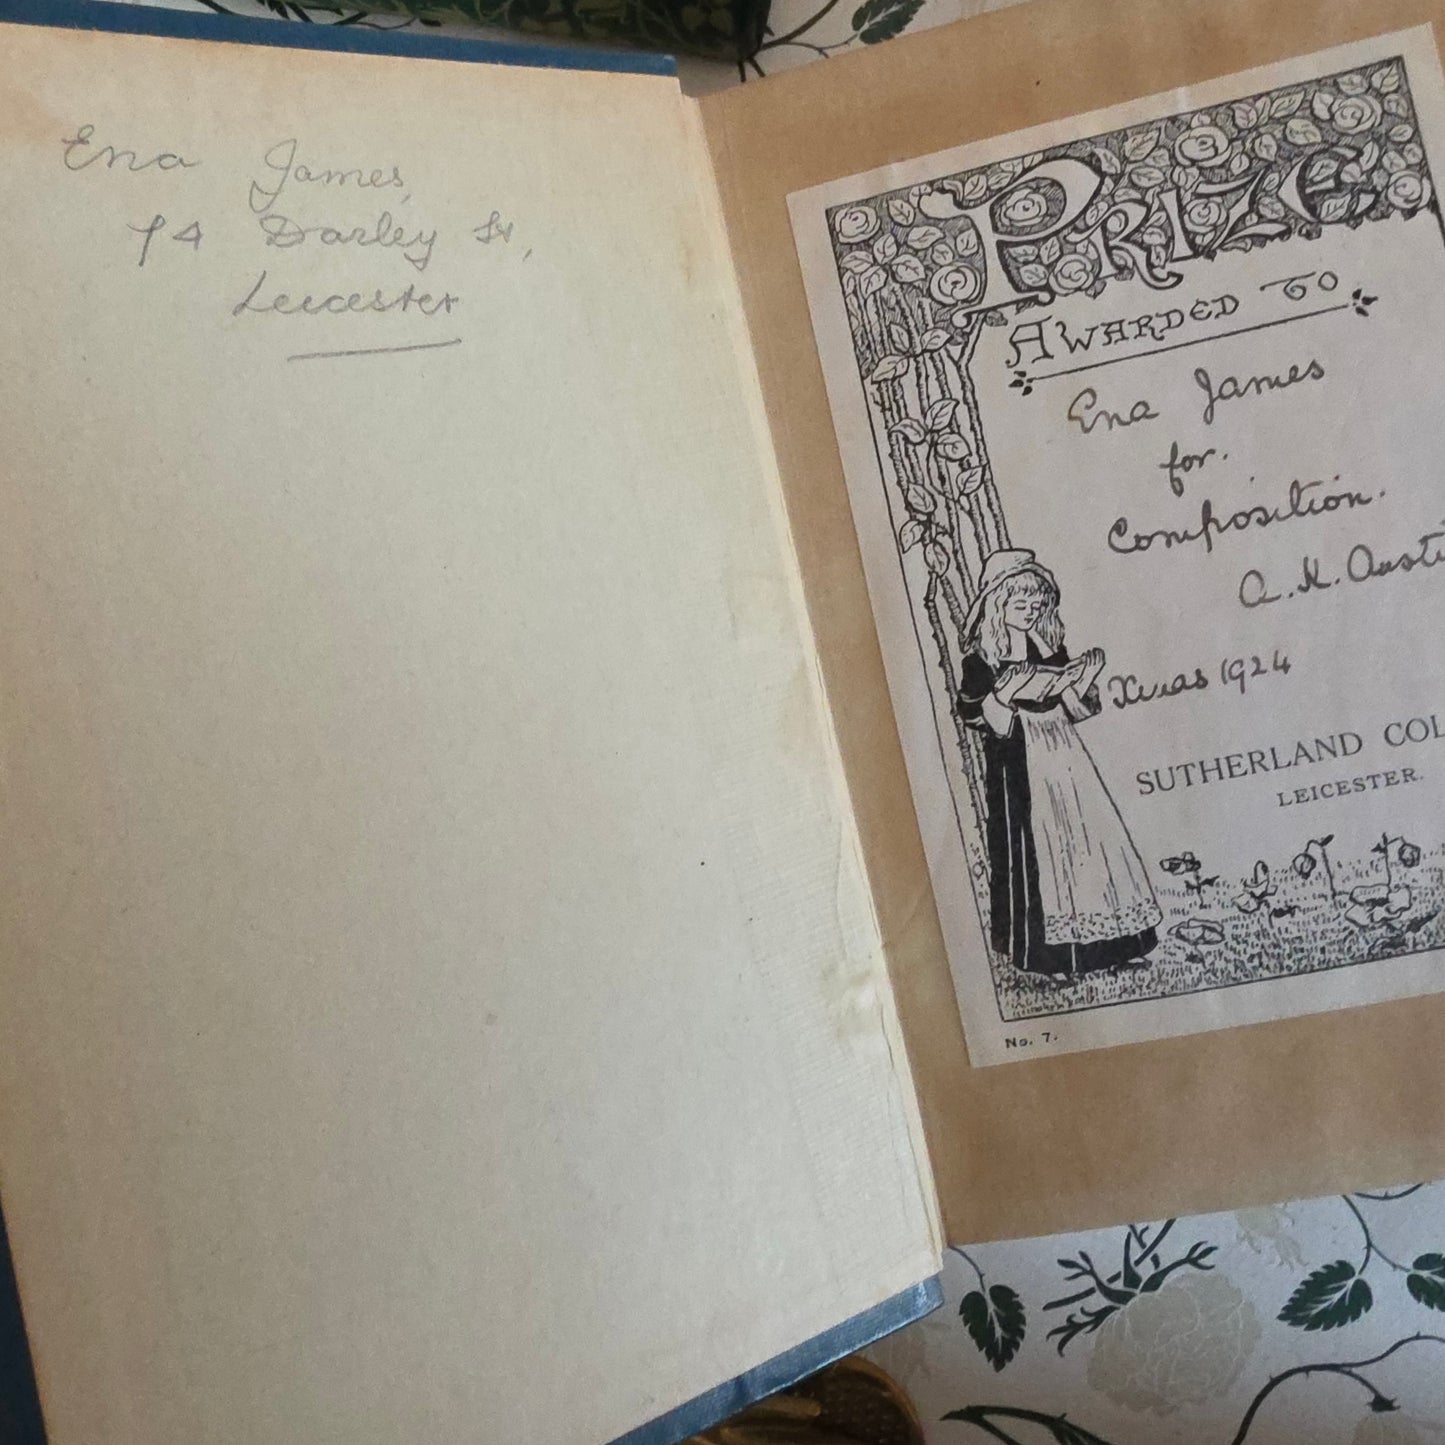 Ena James,
74 Darley St,
Leicester
PRIZE
AWARDED TO
Ena James
for.
Composition.
A. K.
Xmas 1924
SUTHERLAND COL
LEICESTER.
No. 7.